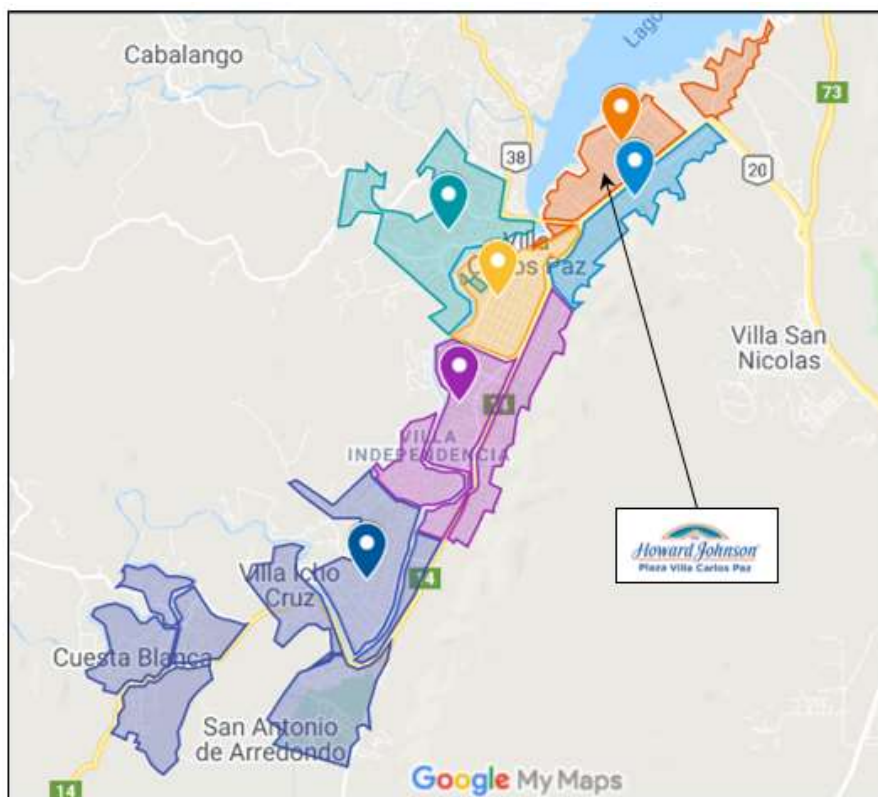 Cabalango
Lago
73
38
20
Villa
Carlos Paz
Villa San
Nicolas
14
VILLA
INDEPENDENCIA
Howard Johnson
Plaza Villa Carlos Paz
14
Villa Icho
Cruz
Cuesta Blanca
San Antonio
de Arredondo
Google My Maps
14